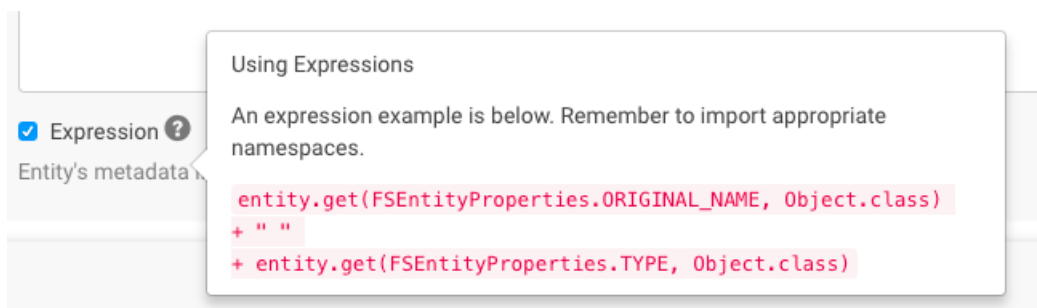 Using Expressions
An expression example is below. Remember to import appropriate
namespaces.
Expression ?
Entity's metadata
entity.get(FSEntityProperties.ORIGINAL_NAME, Object.class)
+ " "
+ entity.get(FSEntityProperties.TYPE, Object.class)